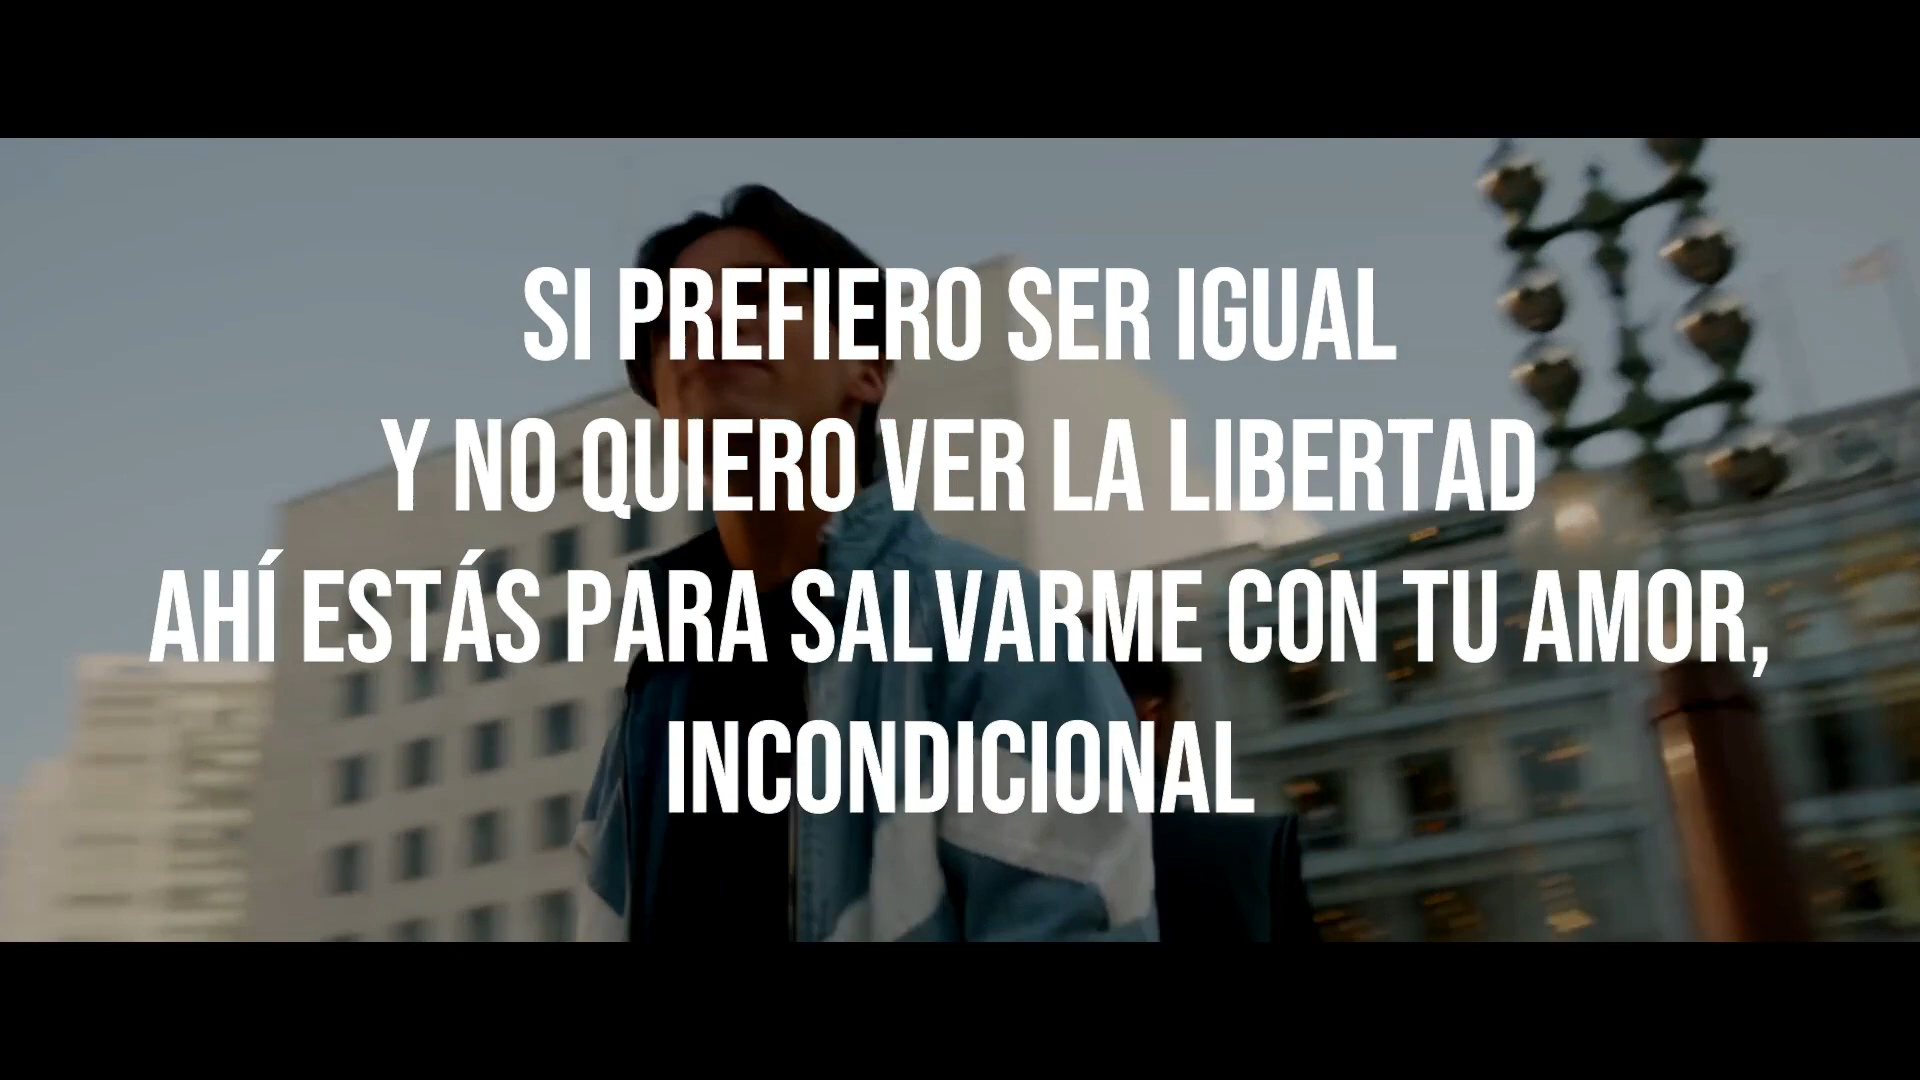 SI PREFIERO SER IGUAL
Y NO QUIERO VER LA LIBERTAD
AHÍ ESTÁS PARA SALVARME CON TU AMOR,
INCONDICIONAL